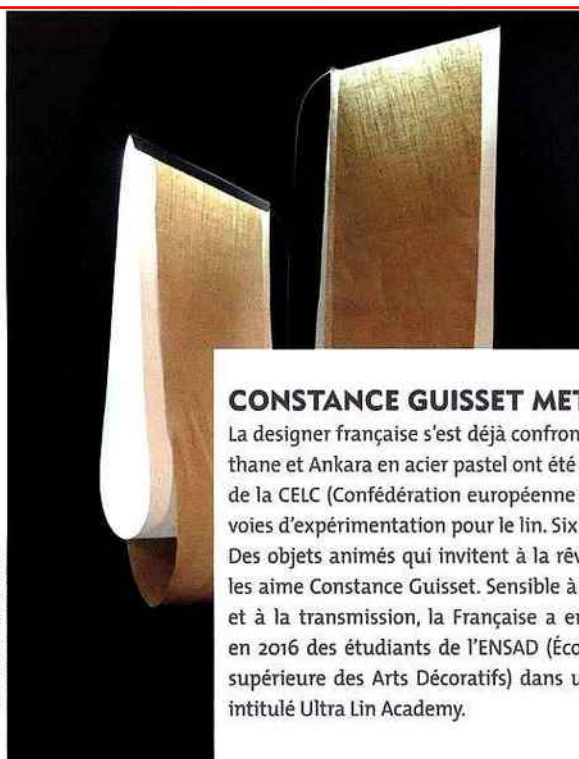 CONSTANCE GUISSET MET
La designer française s'est déjà confron
thane et Ankara en acier pastel ont été
de la CELC (Confédération européenne
voies d'expérimentation pour le lin. Six
Des objets animés qui invitent à la rêv
les aime Constance Guisset. Sensible à
et à la transmission, la Française a en
en 2016 des étudiants de l'ENSAD (Éco
supérieure des Arts Décoratifs) dans u
intitulé Ultra Lin Academy.